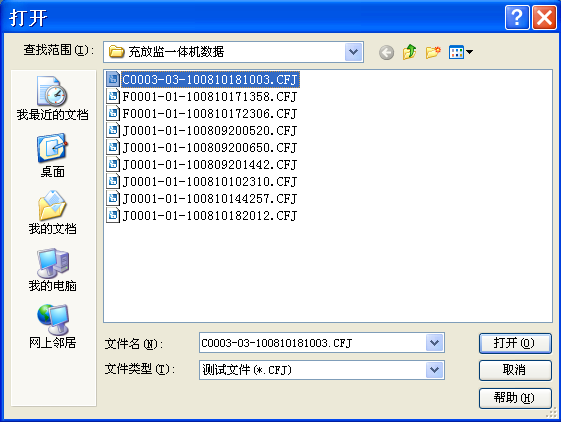 打开
查找范围(I):
充放监一体机数据
我最近的文档
桌面
我的文档
我的电脑
网上邻居
C0003-03-100810181003.CFJ
F0001-01-100810171358.CFJ
F0001-01-100810172306.CFJ
J0001-01-100809200520.CFJ
J0001-01-100809200650.CFJ
J0001-01-100809201442.CFJ
J0001-01-100810102310.CFJ
J0001-01-100810144257.CFJ
J0001-01-100810182012.CFJ
文件名(N):
C0003-03-100810181003.CFJ
打开(O)
文件类型(T):
测试文件(*.CFJ)
取消
帮助(H)